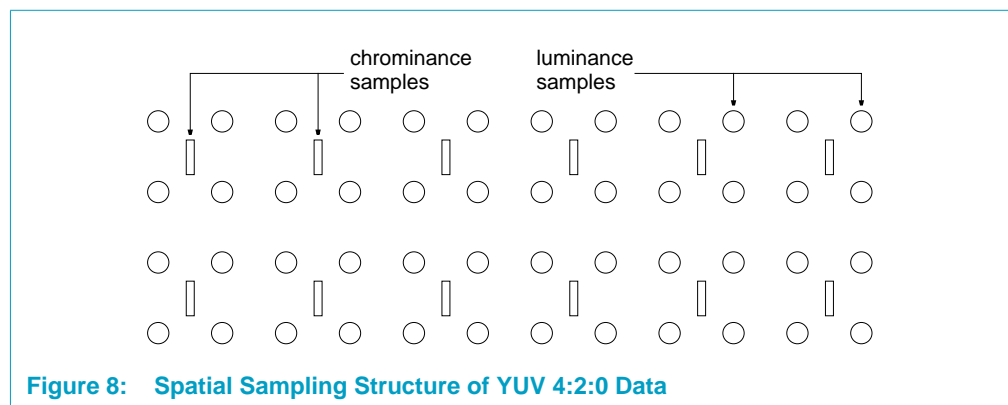 chrominance
samples
luminance
samples
Figure 8: Spatial Sampling Structure of YUV 4:2:0 Data